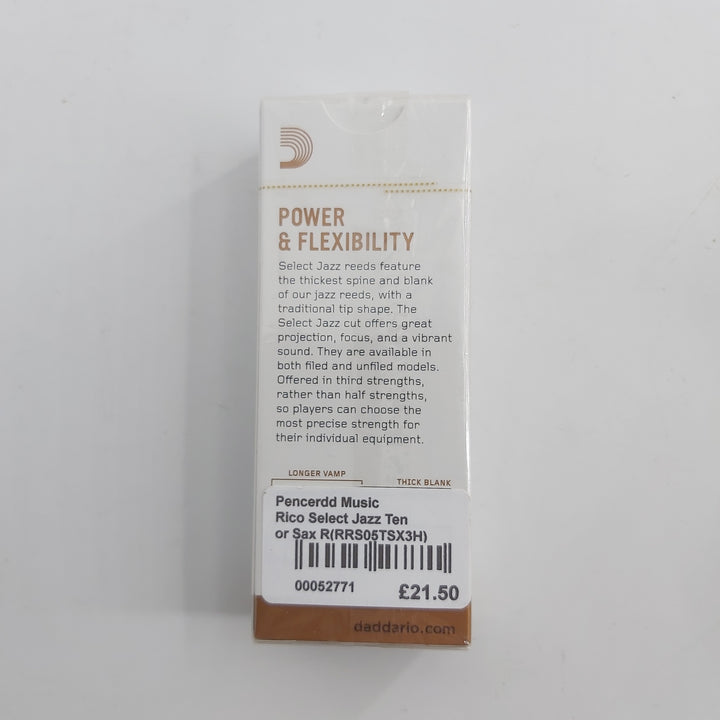 POWER
& FLEXIBILITY
Select Jazz reeds feature
the thickest spine and blank
of our jazz reeds, with a
traditional tip shape. The
Select Jazz cut offers great
projection, focus, and a vibrant
sound. They are available in
both filed and unfiled models.
Offered in third strengths,
rather than half strengths,
so players can choose the
most precise strength for
their individual equipment.
LONGER VAMP
THICK BLANK
Pencerdd Music
Rico Select Jazz Ten
or Sax R(RRS05TSX3H)
00052771
£21.50
daddario.com